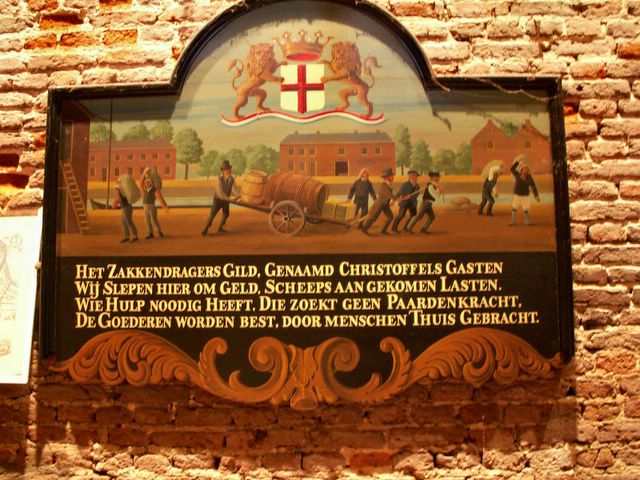 HET ZAKKENDRAGERS GILD, GENAAMD CHRISTOFFELS GASTEN
WIJ SLEPEN HIER OM GELD, SCHEEPS AAN GEKOMEN LASTEN.
WIE HULP NOODIG HEEFT. DIE ZOEKT GEEN PAARDENKRACHT,
DE GOEDEREN WORDEN BEST, DOOR MENSCHEN THUIS GEBRACHT.